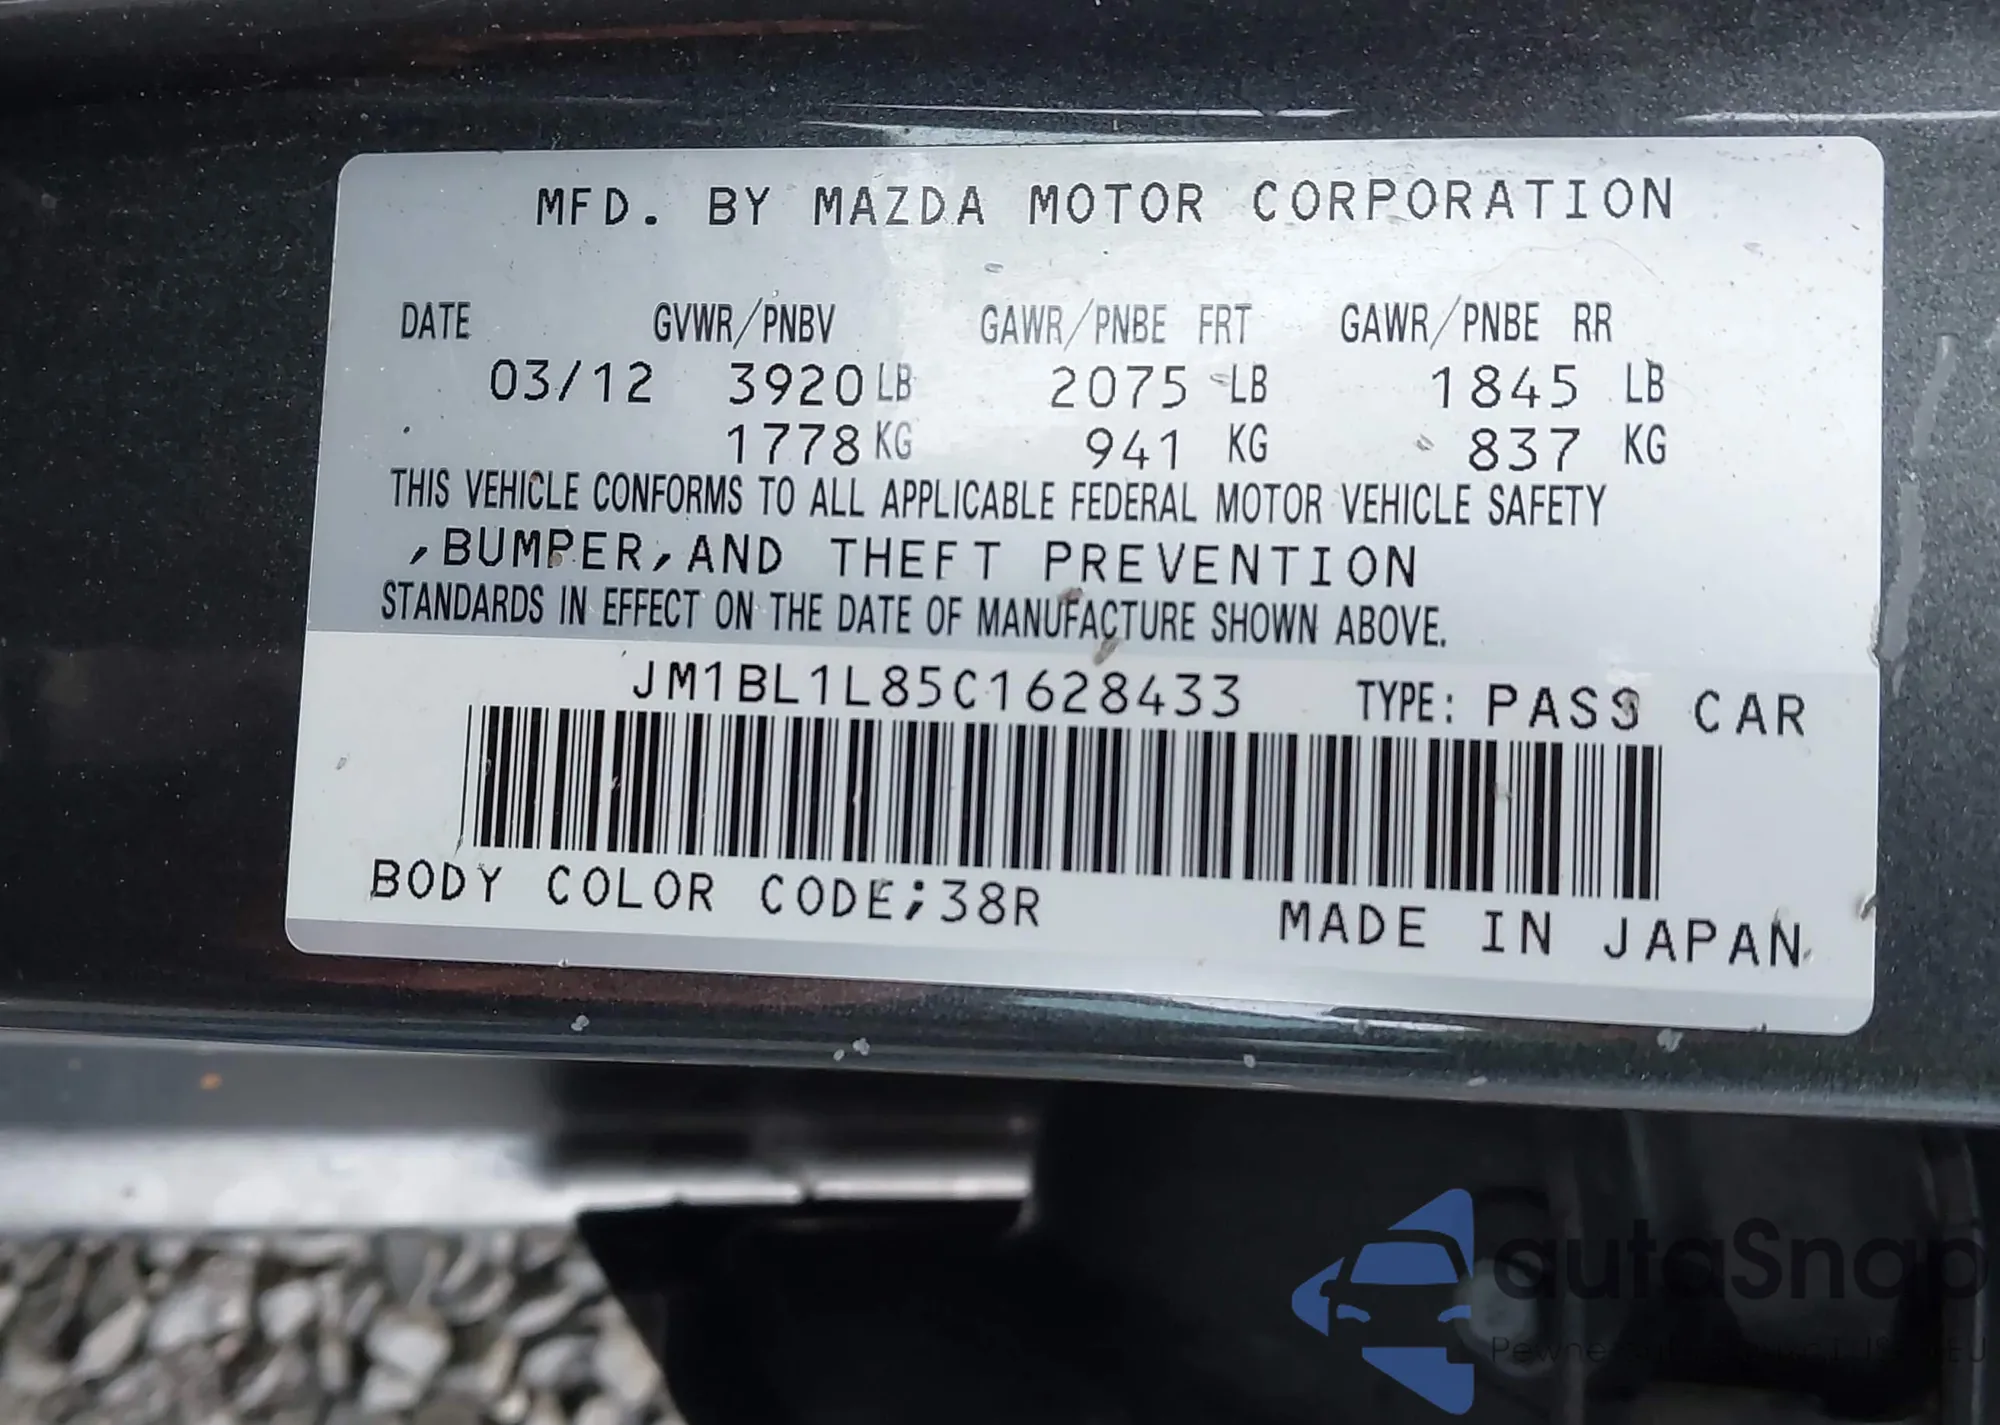 MFD. BY MAZDA MOTOR CORPORATION
DATE GVWR/PNBV GAWR/PNBE FRT GAWR/PNBE RR
03/12 3920 LB 2075 LB 1845 LB
1778 KG 941 KG 837 KG
THIS VEHICLE CONFORMS TO ALL APPLICABLE FEDERAL MOTOR VEHICLE SAFETY
,BUMPER,AND THEFT PREVENTION
STANDARDS IN EFFECT ON THE DATE OF MANUFACTURE SHOWN ABOVE.
JM1BL1L85C1628433 TYPE: PASS CAR
BODY COLOR CODE;38R MADE IN JAPAN
autaSnap